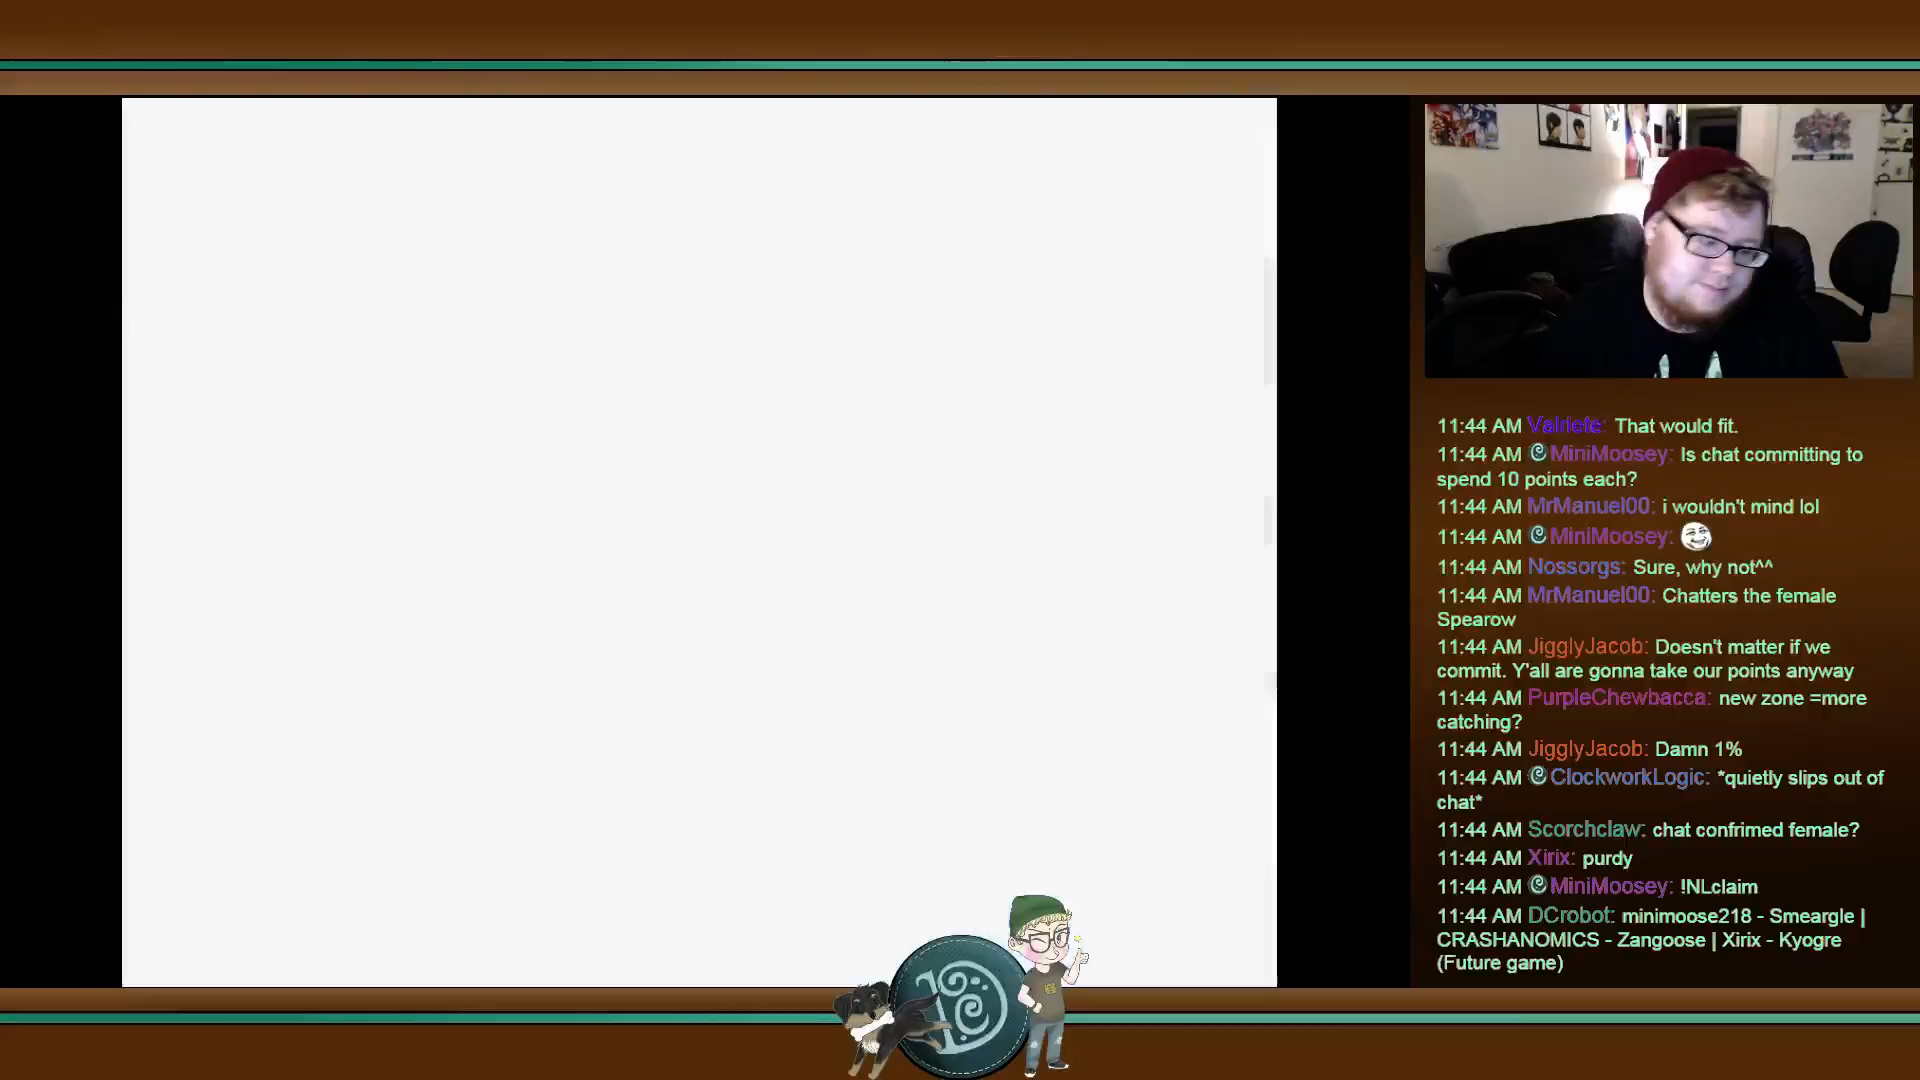 11:44 AM Valriete: That would fit.
11:44 AM MiniMoosey: Is chat committing to
spend 10 points each?
11:44 AM MrManuel00: i wouldn't mind lol
11:44 AM MiniMoosey:
11:44 AM Nossorgs: Sure, why not^^
11:44 AM MrManuel00: Chatters the female
Spearow
11:44 AM JigglyJacob: Doesn't matter if we
commit. Y'all are gonna take our points anyway
11:44 AM PurpleChewbacca: new zone =more
catching?
11:44 AM JigglyJacob: Damn 1%
11:44 AM ClockworkLogic: *quietly slips out of
chat*
11:44 AM Scorchclaw: chat confrimed female?
11:44 AM Xirix: purdy
11:44 AM MiniMoosey: !NLclaim
11:44 AM DCrobot: minimoose218 - Smeargle |
CRASHANOMICS - Zangoose | Xirix - Kyogre
(Future game)